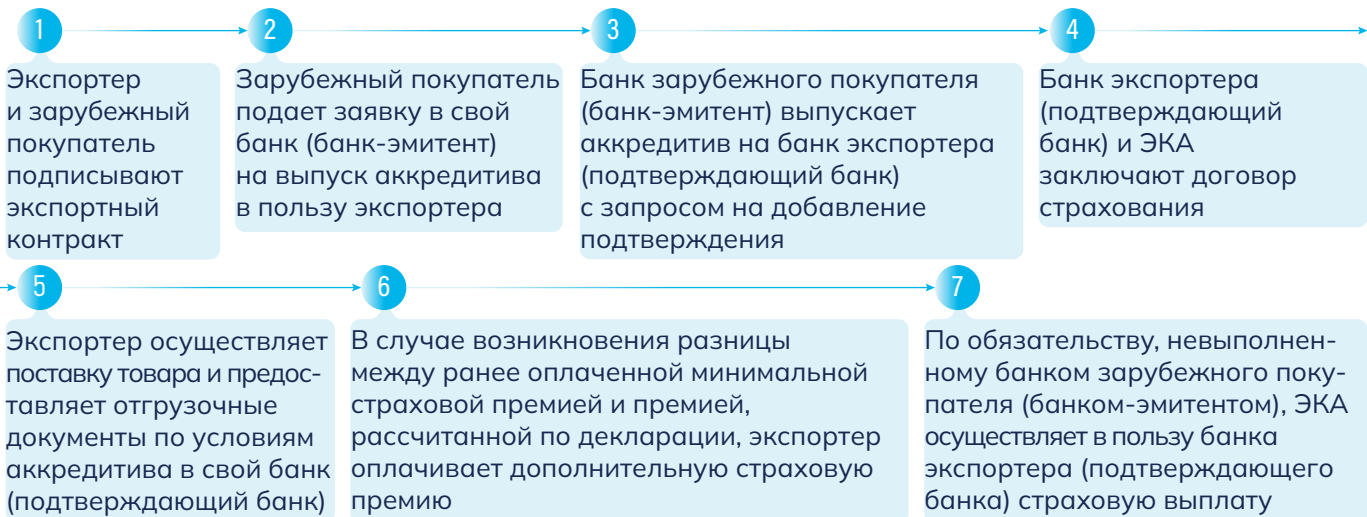 1
Экспортер
и зарубежный
покупатель
подписывают
экспортный
контракт
2
Зарубежный покупатель
подает заявку в свой
банк (банк-эмитент)
на выпуск аккредитива
в пользу экспортера
3
Банк зарубежного покупателя
(банк-эмитент) выпускает
аккредитив на банк экспортера
(подтверждающий банк)
с запросом на добавление
подтверждения
4
Банк экспортера
(подтверждающий
банк) и ЭКА
заключают договор
страхования
5
Экспортер осуществляет
поставку товара и предос-
тавляет отгрузочные
документы по условиям
аккредитива в свой банк
(подтверждающий банк)
6
В случае возникновения разницы
между ранее оплаченной минимальной
страховой премией и премией,
рассчитанной по декларации, экспортер
оплачивает дополнительную страховую
премию
7
По обязательству, невыполнен-
ному банком зарубежного поку-
пателя (банком-эмитентом), ЭКА
осуществляет в пользу банка
экспортера (подтверждающего
банка) страховую выплату